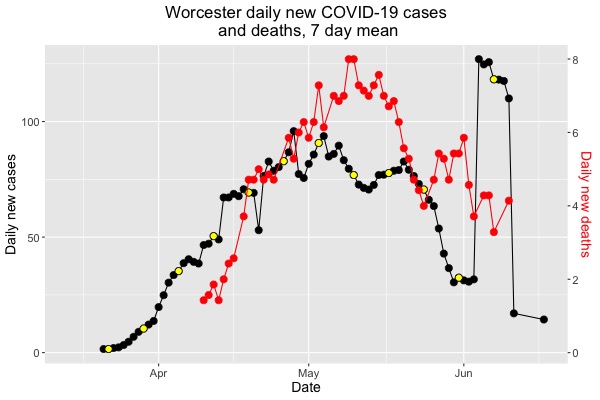 Worcester daily new COVID-19 cases
and deaths, 7 day mean
Daily new cases
100
50
0
8
6
4
2
0
Daily new deaths
Apr
May
Jun
Date